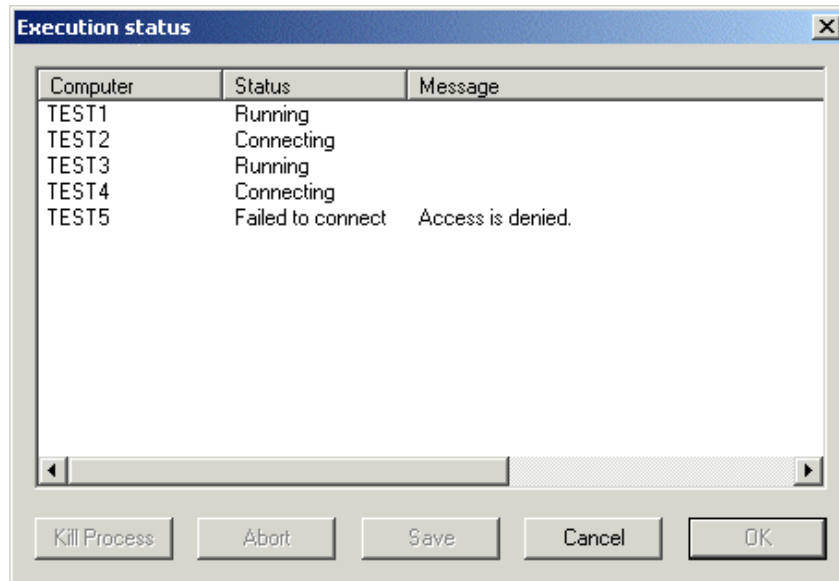 Execution status
Computer Status Message
TEST1 Running
TEST2 Connecting
TEST3 Running
TEST4 Connecting
TEST5 Failed to connect Access is denied.
Kill Process Abort Save Cancel OK